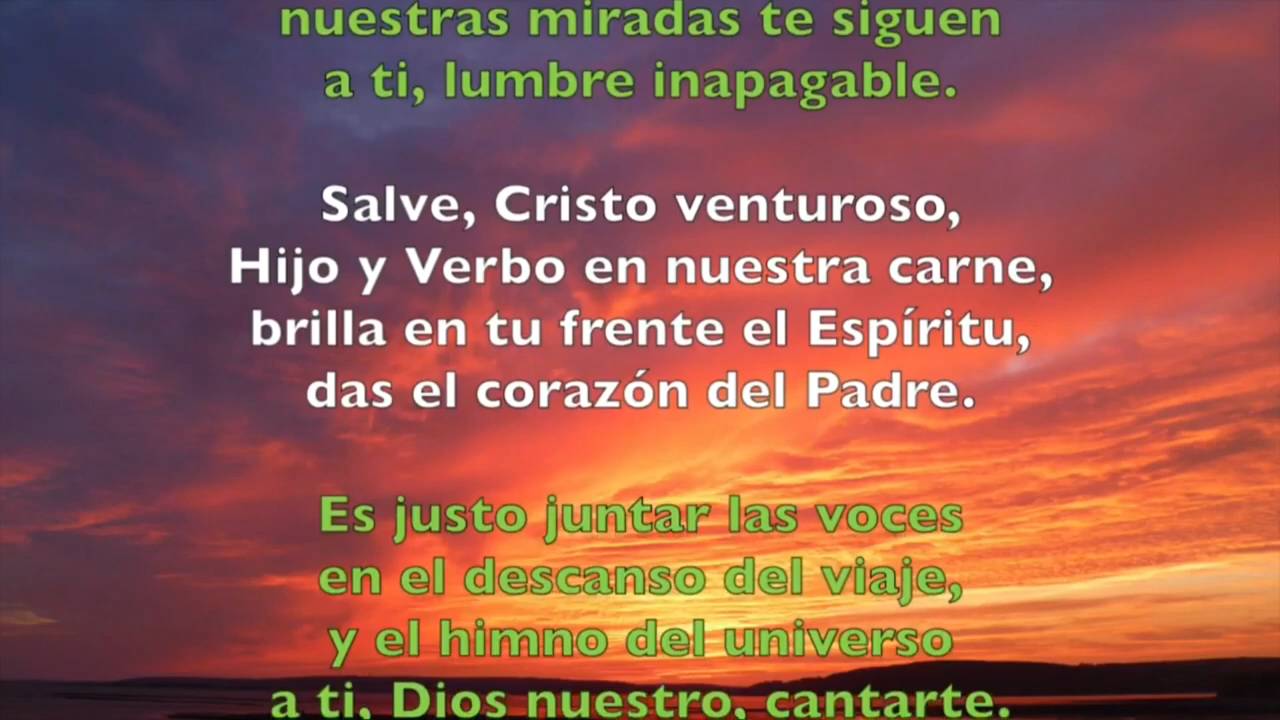 nuestras miradas te siguen
a ti, lumbre inapagable.
Salve, Cristo venturoso,
Hijo y Verbo en nuestra carne,
brilla en tu frente el Espíritu,
das el corazón del Padre.
Es justo juntar las voces
en el descanso del viaje,
y el himno del universo
a ti, Dios nuestro, cantarte.